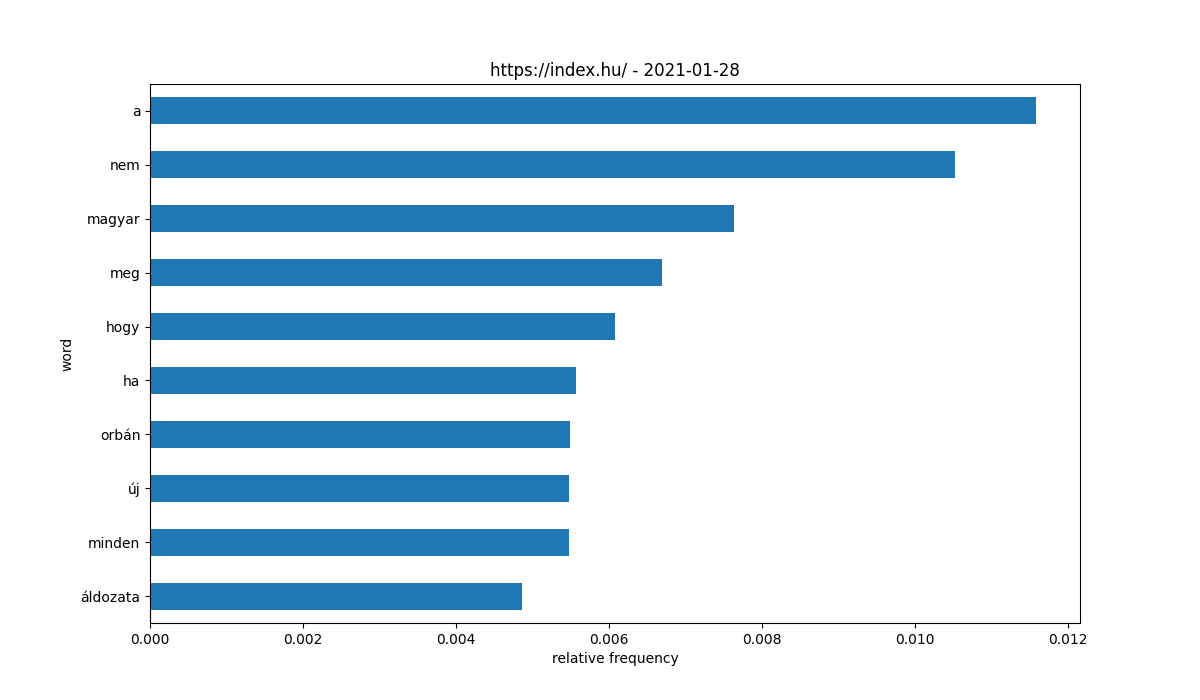 https://index.hu/ - 2021-01-28
a
nem
magyar
meg
hogy
ha
orbán
új
minden
áldozata
word
0.000 0.002 0.004 0.006 0.008 0.010 0.012
relative frequency